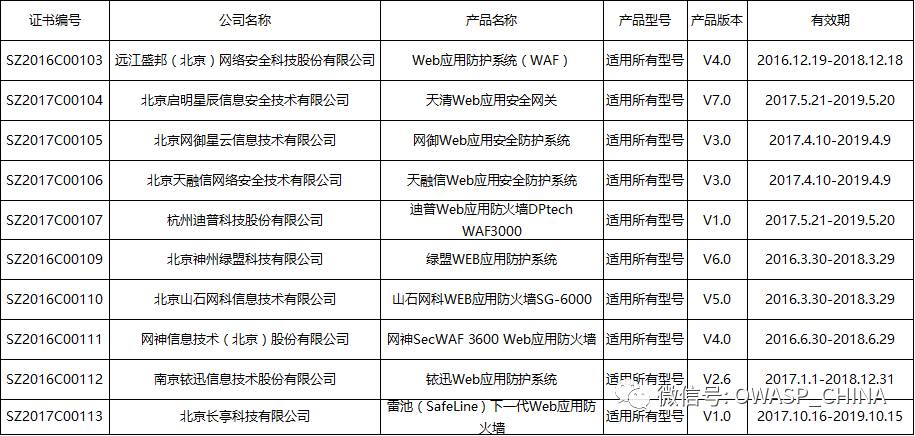 证书编号 公司名称 产品名称 产品型号 产品版本 有效期
SZ2016C00103 远江盛邦（北京）网络安全科技股份有限公司 Web应用防护系统（WAF） 适用所有型号 V4.0 2016.12.19-2018.12.18
SZ2017C00104 北京启明星辰信息安全技术有限公司 天清Web应用安全网关 适用所有型号 V7.0 2017.5.21-2019.5.20
SZ2017C00105 北京网御星云信息技术有限公司 网御Web应用安全防护系统 适用所有型号 V3.0 2017.4.10-2019.4.9
SZ2017C00106 北京天融信网络安全技术有限公司 天融信Web应用安全防护系统 适用所有型号 V3.0 2017.4.10-2019.4.9
SZ2017C00107 杭州迪普科技股份有限公司 迪普Web应用防火墙DPtech 适用所有型号 V1.0 2017.5.21-2019.5.20
WAF3000
SZ2016C00109 北京神州绿盟科技有限公司 绿盟WEB应用防护系统 适用所有型号 V6.0 2016.3.30-2018.3.29
SZ2016C00110 北京山石网科信息技术有限公司 山石网科WEB应用防火墙SG-6000 适用所有型号 V5.0 2016.3.30-2018.3.29
SZ2016C00111 网神信息技术（北京）股份有限公司 网神SecWAF 3600 Web应用防火墙 适用所有型号 V4.0 2016.6.30-2018.6.29
SZ2016C00112 南京铱迅信息技术股份有限公司 铱迅Web应用防护系统 适用所有型号 V2.6 2017.1.1-2018.12.31
微信号: OWASP_CHINA
SZ2017C00113 北京长亭科技有限公司 雷池（SafeLine）下一代Web应用防 适用所有型号 V1.0 2017.10.16-2019.10.15
火墙